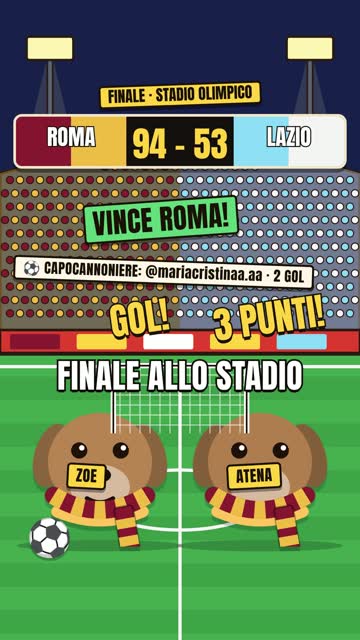 FINALE · STADIO OLIMPICO
ROMA 94 - 53 LAZIO
VINCE ROMA!
CAPOCANNONIERE: @mariacristinaa.aa · 2 GOL
GOL! 3 PUNTI!
FINALE ALLO STADIO
ZOE ATENA